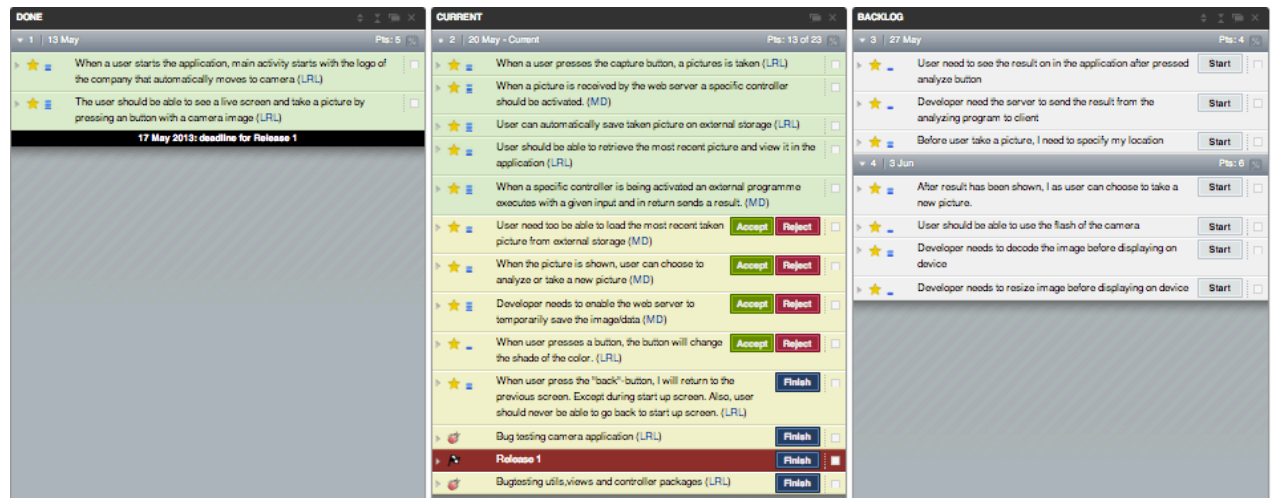 DONE
1 13 May Pts: 5
When a user starts the application, main activity starts with the logo of
the company that automatically moves to camera (LRL)
The user should be able to see a live screen and take a picture by
pressing an button with a camera image (LRL)
17 May 2013: deadline for Release 1
CURRENT
2 20 May - Current Pts: 13 of 23
When a user presses the capture button, a pictures is taken (LRL)
When a picture is received by the web server a specific controller
should be activated. (MD)
User can automatically save taken picture on external storage (LRL)
User should be able to retrieve the most recent picture and view it in the
application (LRL)
When a specific controller is being activated an external programme
executes with a given input and in return sends a result. (MD)
User need too be able to load the most recent taken Accept Reject
picture from external storage (MD)
When the picture is shown, user can choose to Accept Reject
analyze or take a new picture (MD)
Developer needs to enable the web server to Accept Reject
temporarily save the image/data (MD)
When user presses a button, the button will change Accept Reject
the shade of the color. (LRL)
When user press the "back"-button, I will return to the Finish
previous screen. Except during start up screen. Also, user
should never be able to go back to start up screen. (LRL)
Bug testing camera application (LRL) Finish
Release 1 Finish
Bugtesting utils,views and controller packages (LRL) Finish
BACKLOG
3 27 May Pts: 4
User need to see the result on in the application after pressed Start
analyze button
Developer need the server to send the result from the Start
analyzing program to client
Before user take a picture, I need to specify my location Start
4 3 Jun Pts: 6
After result has been shown, I as user can choose to take a Start
new picture.
User should be able to use the flash of the camera Start
Developer needs to decode the image before displaying on Start
device
Developer needs to resize image before displaying on device Start